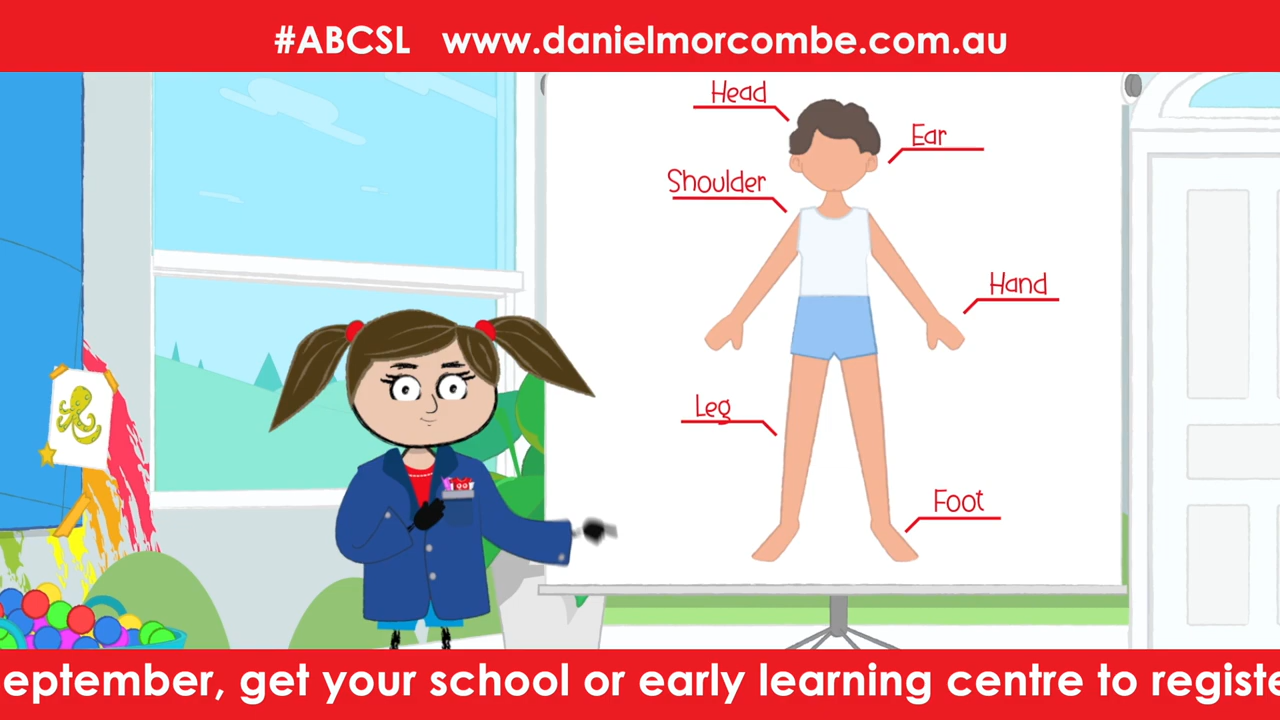 #ABCSL www.danielmorcombe.com.au
Head
Ear
Shoulder
Hand
Leg
Foot
eptember, get your school or early learning centre to registe